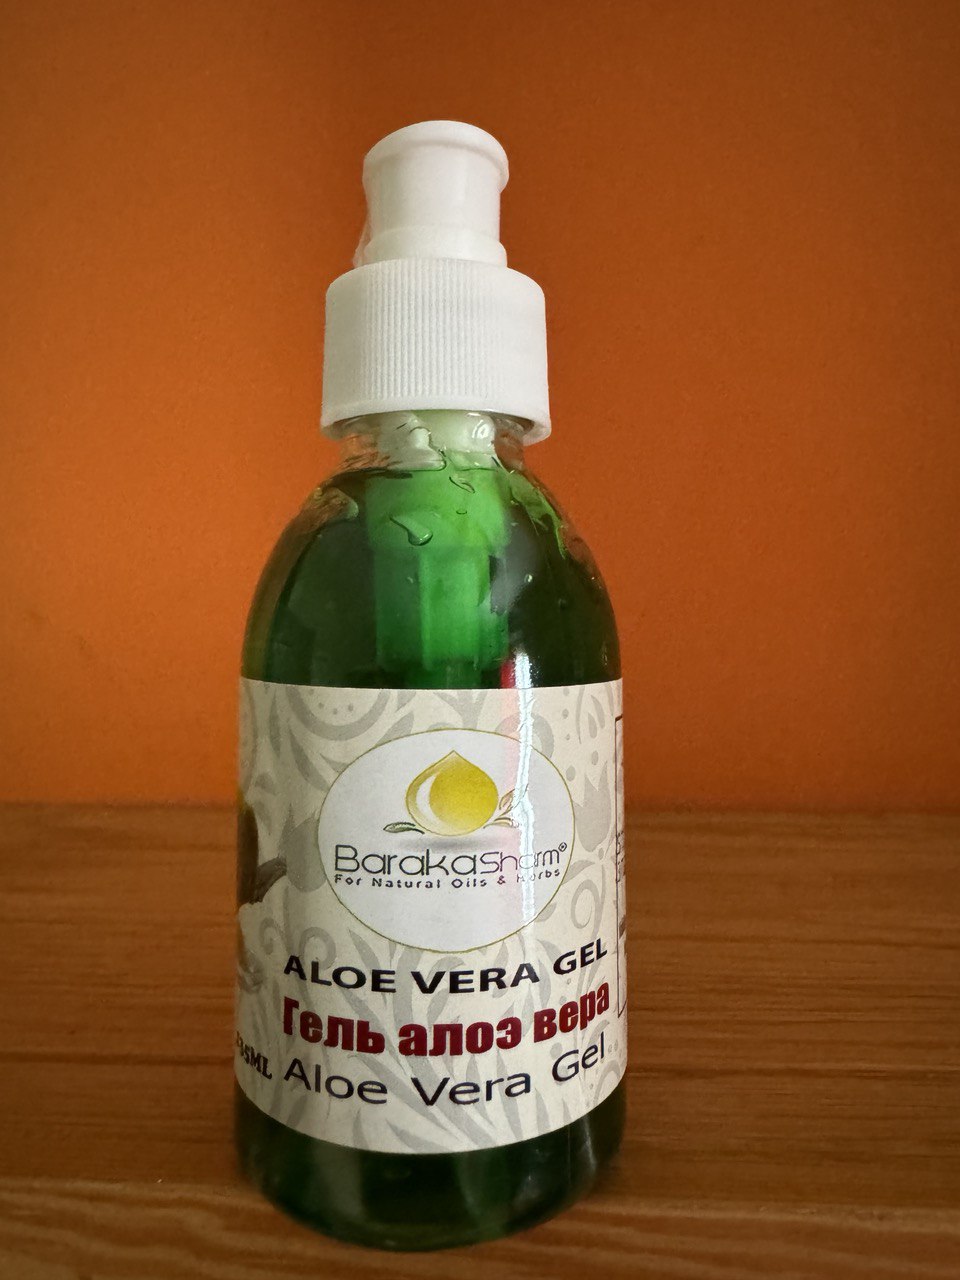 BarakaSharm®
For Natural Oils & Herbs
ALOE VERA GEL
Гель алоэ вера
Aloe Vera Gel